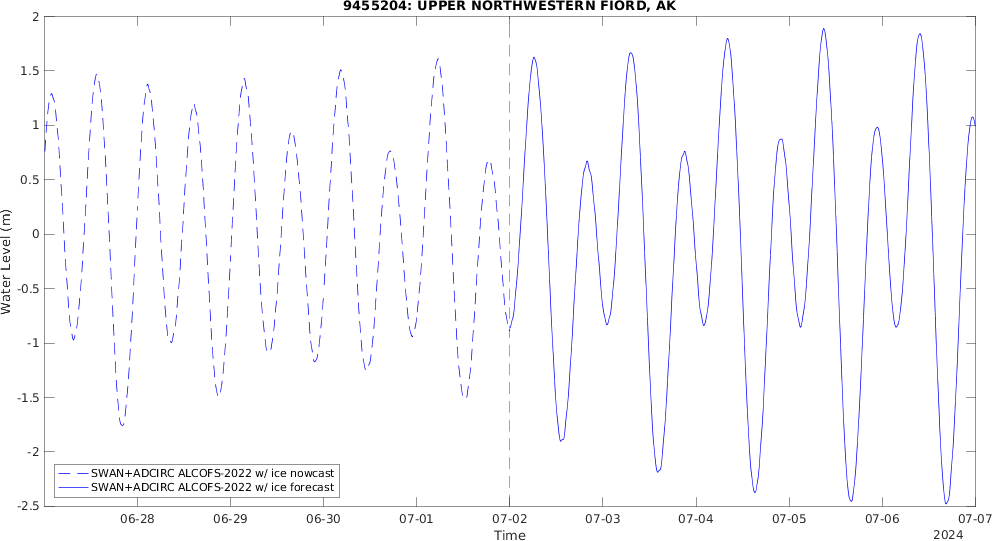 9455204: UPPER NORTHWESTERN FIORD, AK
2
1.5
1
0.5
0
-0.5
-1
-1.5
-2
-2.5
Water Level (m)
SWAN+ADCIRC ALCOFS-2022 w/ ice nowcast
SWAN+ADCIRC ALCOFS-2022 w/ ice forecast
06-28 06-29 06-30 07-01 07-02 07-03 07-04 07-05 07-06 07-07
Time
2024